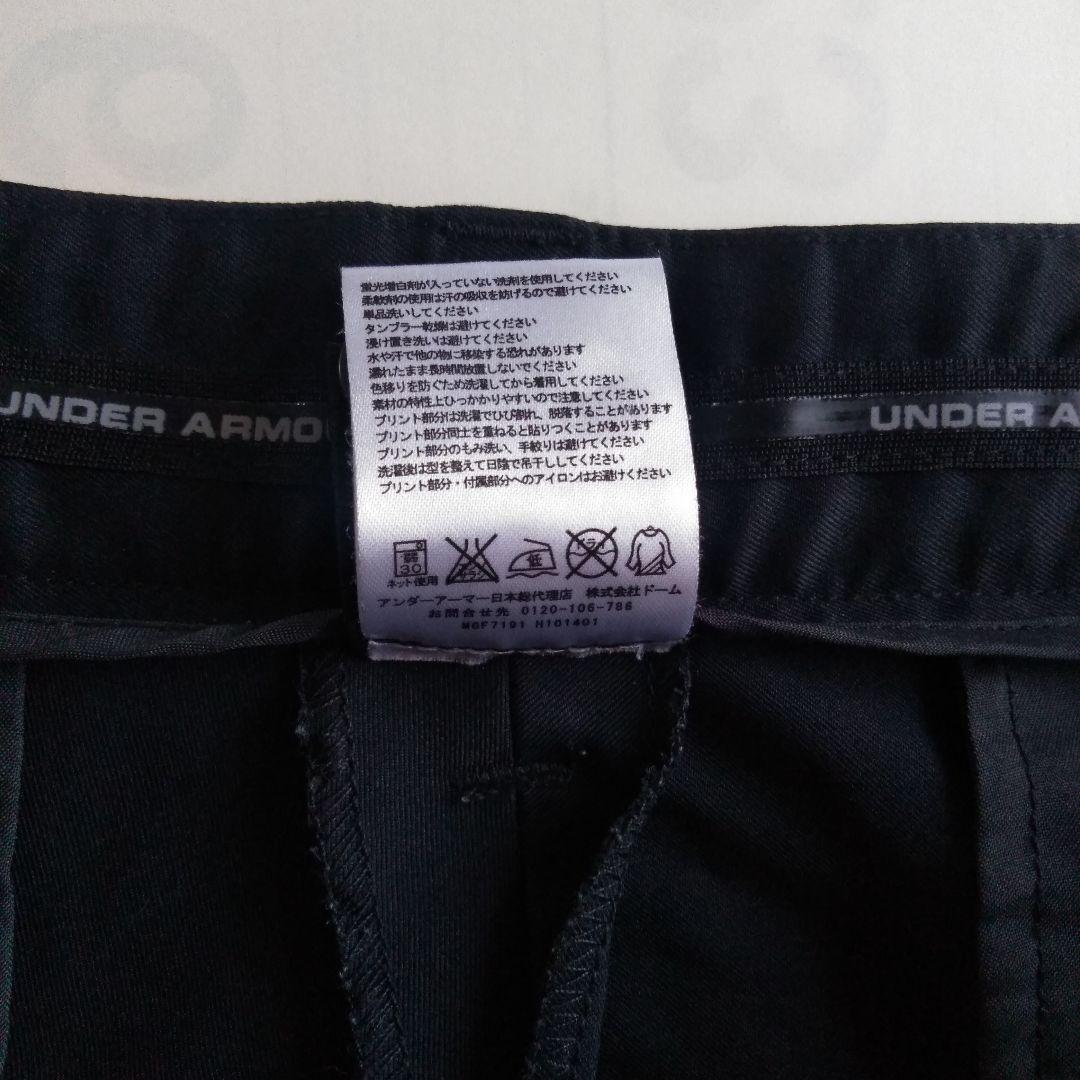 蛍光増白剤が入っていない洗剤を使用してください
柔軟剤の使用は汗の吸収を妨げるので避けてください
単品洗いしてください
タンブラー乾燥は避けてください
浸け置き洗いは避けてください
水や汗で他の物に移染する恐れがあります
濡れたまま長時間放置しないでください
色移りを防ぐため洗濯してから着用してください
素材の特性上ひっかかりやすいので注意してください
プリント部分は洗濯でひび割れ、脱落することがあります
プリント部分同士を重ねると貼りつくことがあります
プリント部分のもみ洗い、手絞りは避けてください
洗濯後は型を整えて日陰で吊干ししてください
プリント部分・付属部分へのアイロンはお避けください
UNDER ARMOU
UNDER A
弱
30
ネット使用
エンソ
サラシ
低
ドライ
アンダーアーマー日本総代理店 株式会社ドーム
お問合せ先 0120-106-786
MGF7191 H101401